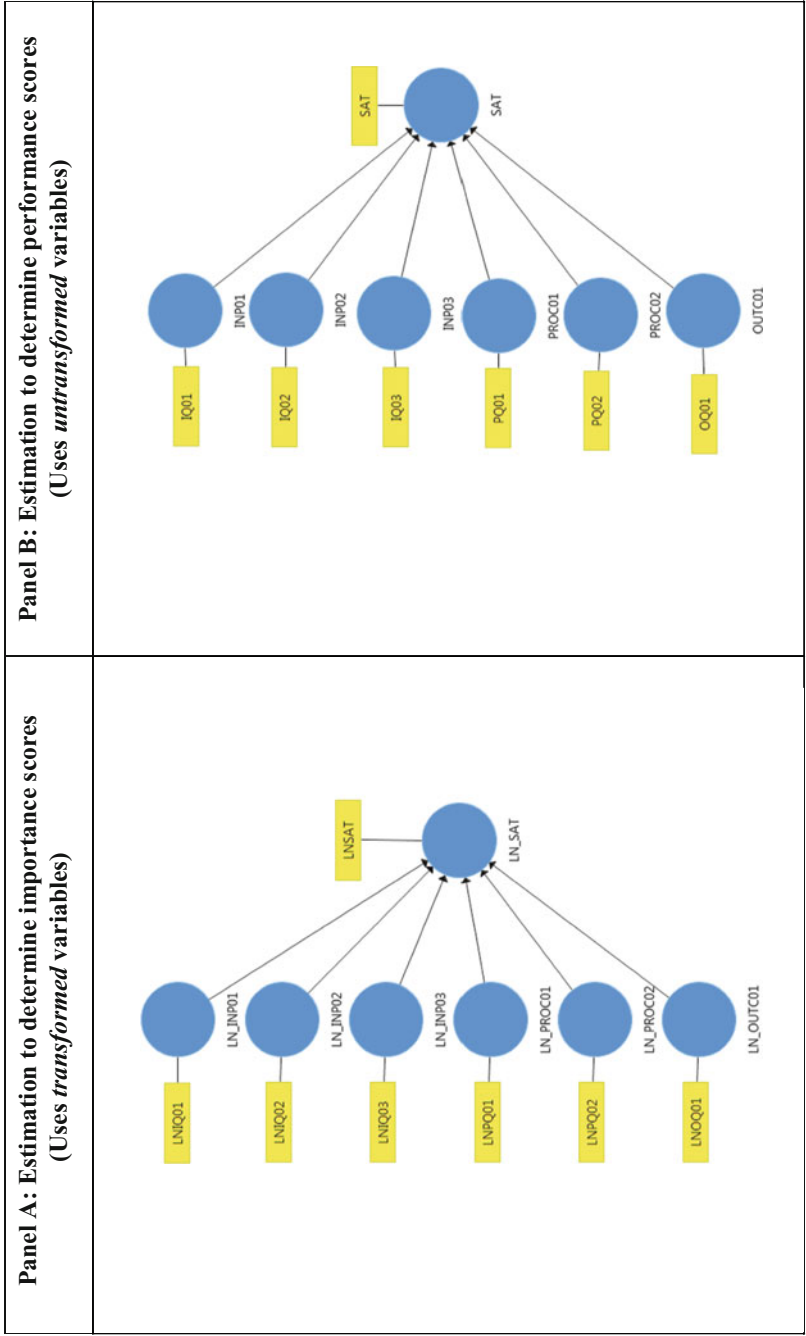 Panel A: Estimation to determine importance scores
(Uses transformed variables)
LNIQ01
LN_INP01
LNIQ02
LN_INP02
LNIQ03
LN_INP03
LNPQ01
LN_PROC01
LNPQ02
LN_PROC02
LNOQ01
LN_OUTC01
LNSAT
LN_SAT
Panel B: Estimation to determine performance scores
(Uses untransformed variables)
IQ01
INP01
IQ02
INP02
IQ03
INP03
PQ01
PROC01
PQ02
PROC02
OQ01
OUTC01
SAT
SAT